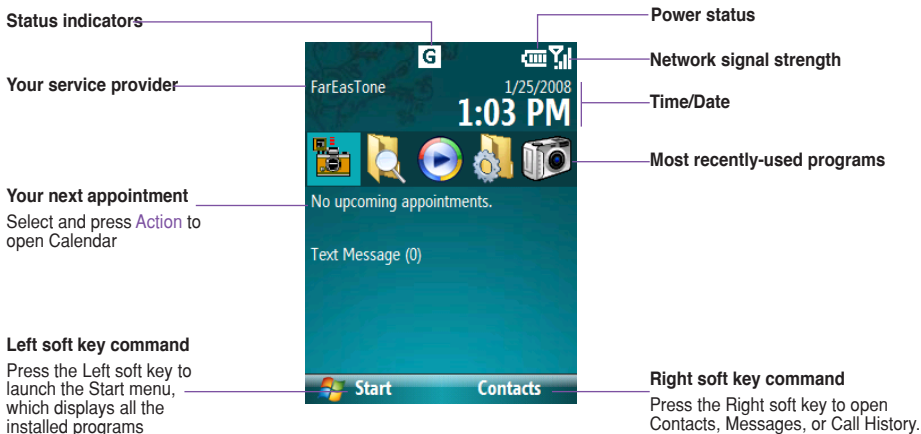 Status indicators
Your service provider
Your next appointment
Select and press Action to
open Calendar
Left soft key command
Press the Left soft key to
launch the Start menu,
which displays all the
installed programs
G
FarEasTone
1/25/2008
1:03 PM
No upcoming appointments.
Text Message (0)
Start
Contacts
Power status
Network signal strength
Time/Date
Most recently-used programs
Right soft key command
Press the Right soft key to open
Contacts, Messages, or Call History.